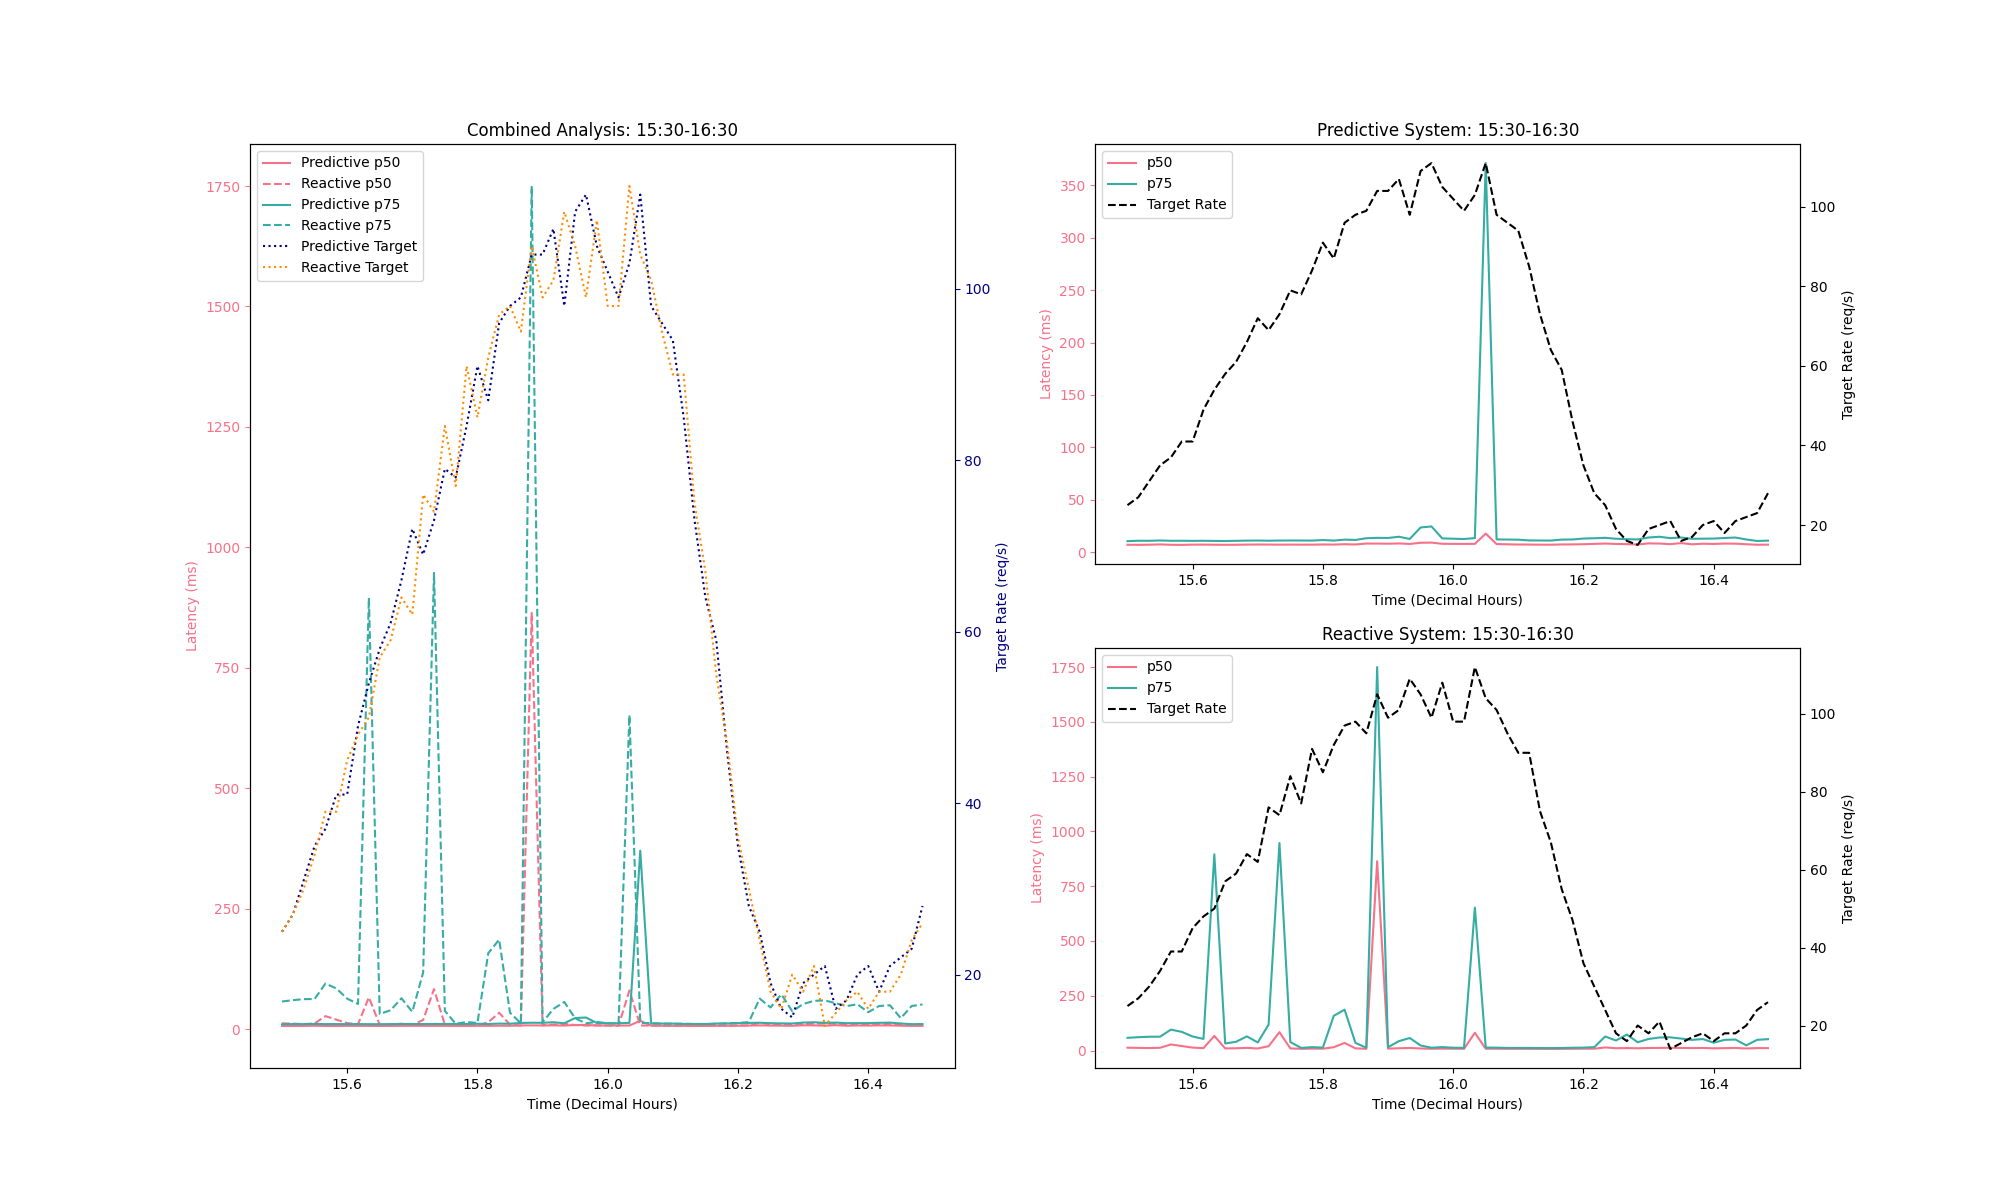 Combined Analysis: 15:30-16:30
Predictive p50
Reactive p50
Predictive p75
Reactive p75
Predictive Target
Reactive Target
1750
1500
1250
1000
750
500
250
0
Latency (ms)
100
80
60
40
20
Target Rate (req/s)
15.6 15.8 16.0 16.2 16.4
Time (Decimal Hours)
Predictive System: 15:30-16:30
p50
p75
Target Rate
350
300
250
200
150
100
50
0
Latency (ms)
100
80
60
40
20
Target Rate (req/s)
15.6 15.8 16.0 16.2 16.4
Time (Decimal Hours)
Reactive System: 15:30-16:30
p50
p75
Target Rate
1750
1500
1250
1000
750
500
250
0
Latency (ms)
100
80
60
40
20
Target Rate (req/s)
15.6 15.8 16.0 16.2 16.4
Time (Decimal Hours)